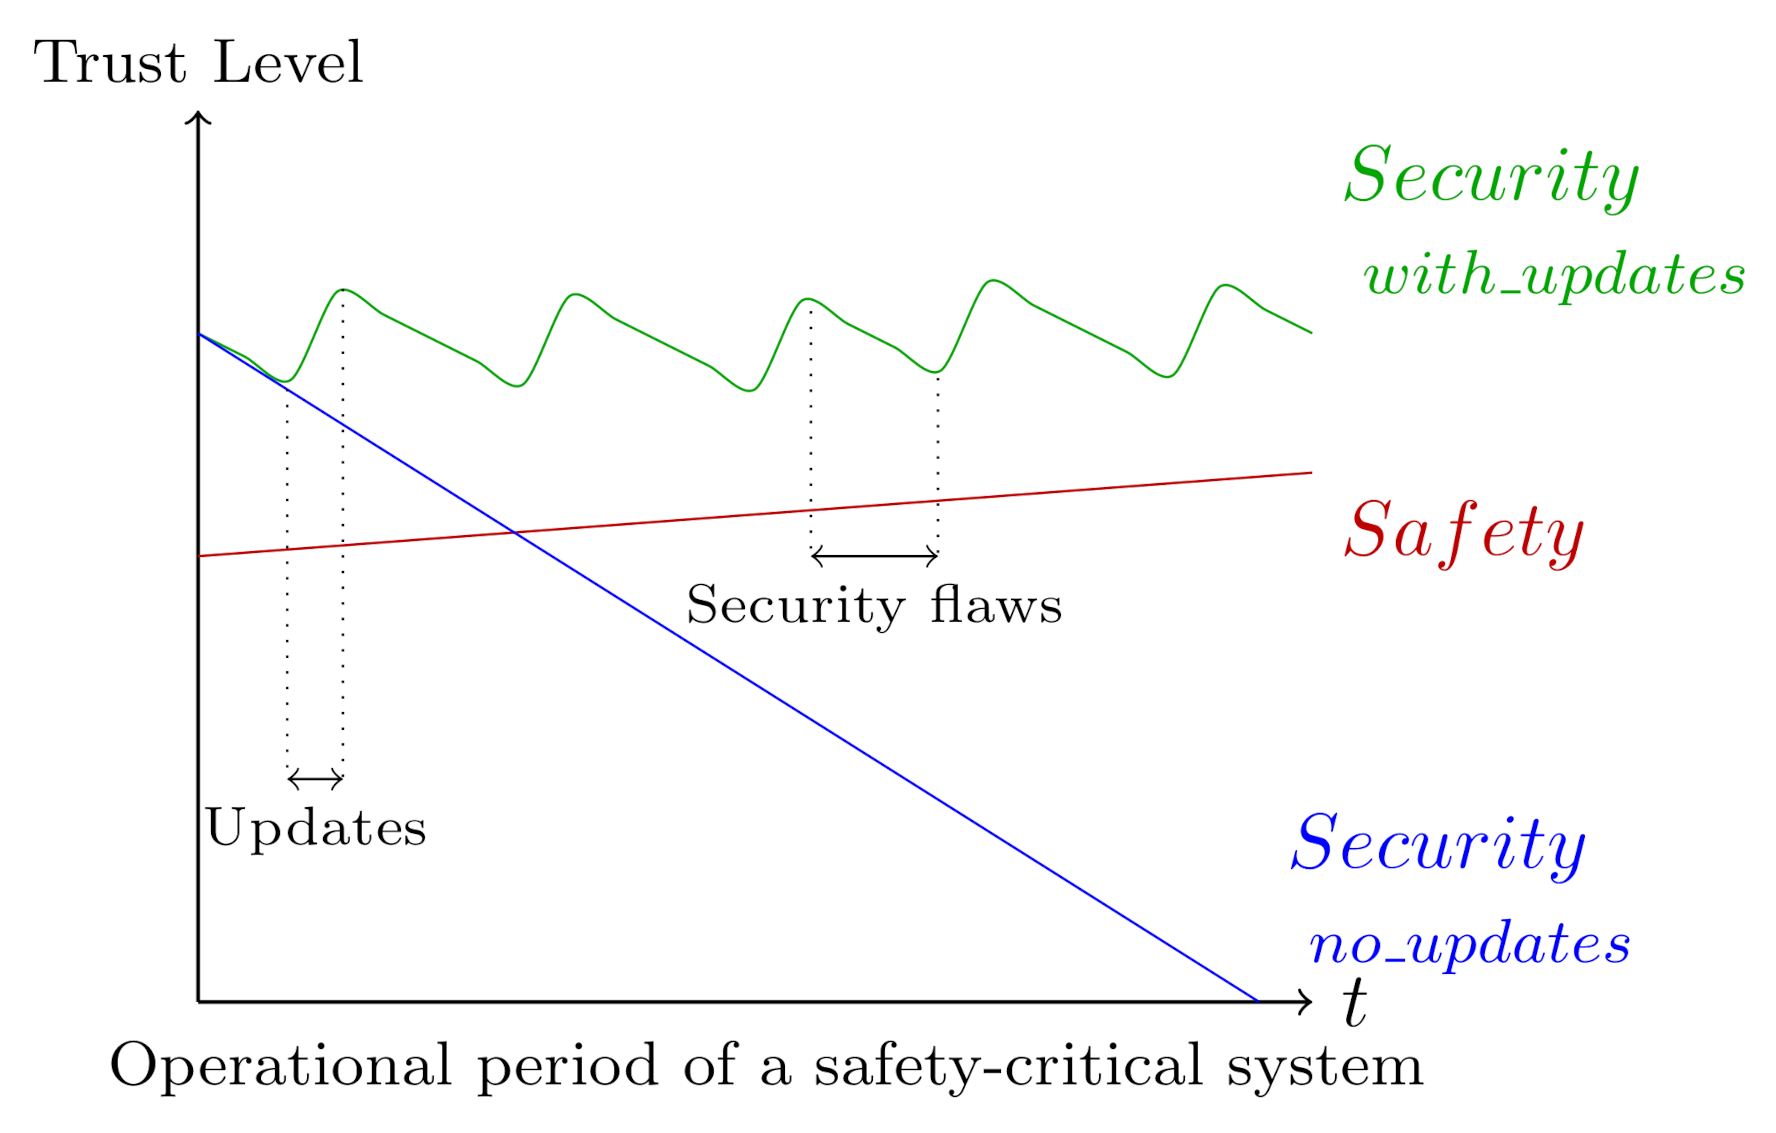 Trust Level
Security
with_updates
Safety
Security flaws
Updates
Security
no_updates
t
Operational period of a safety-critical system